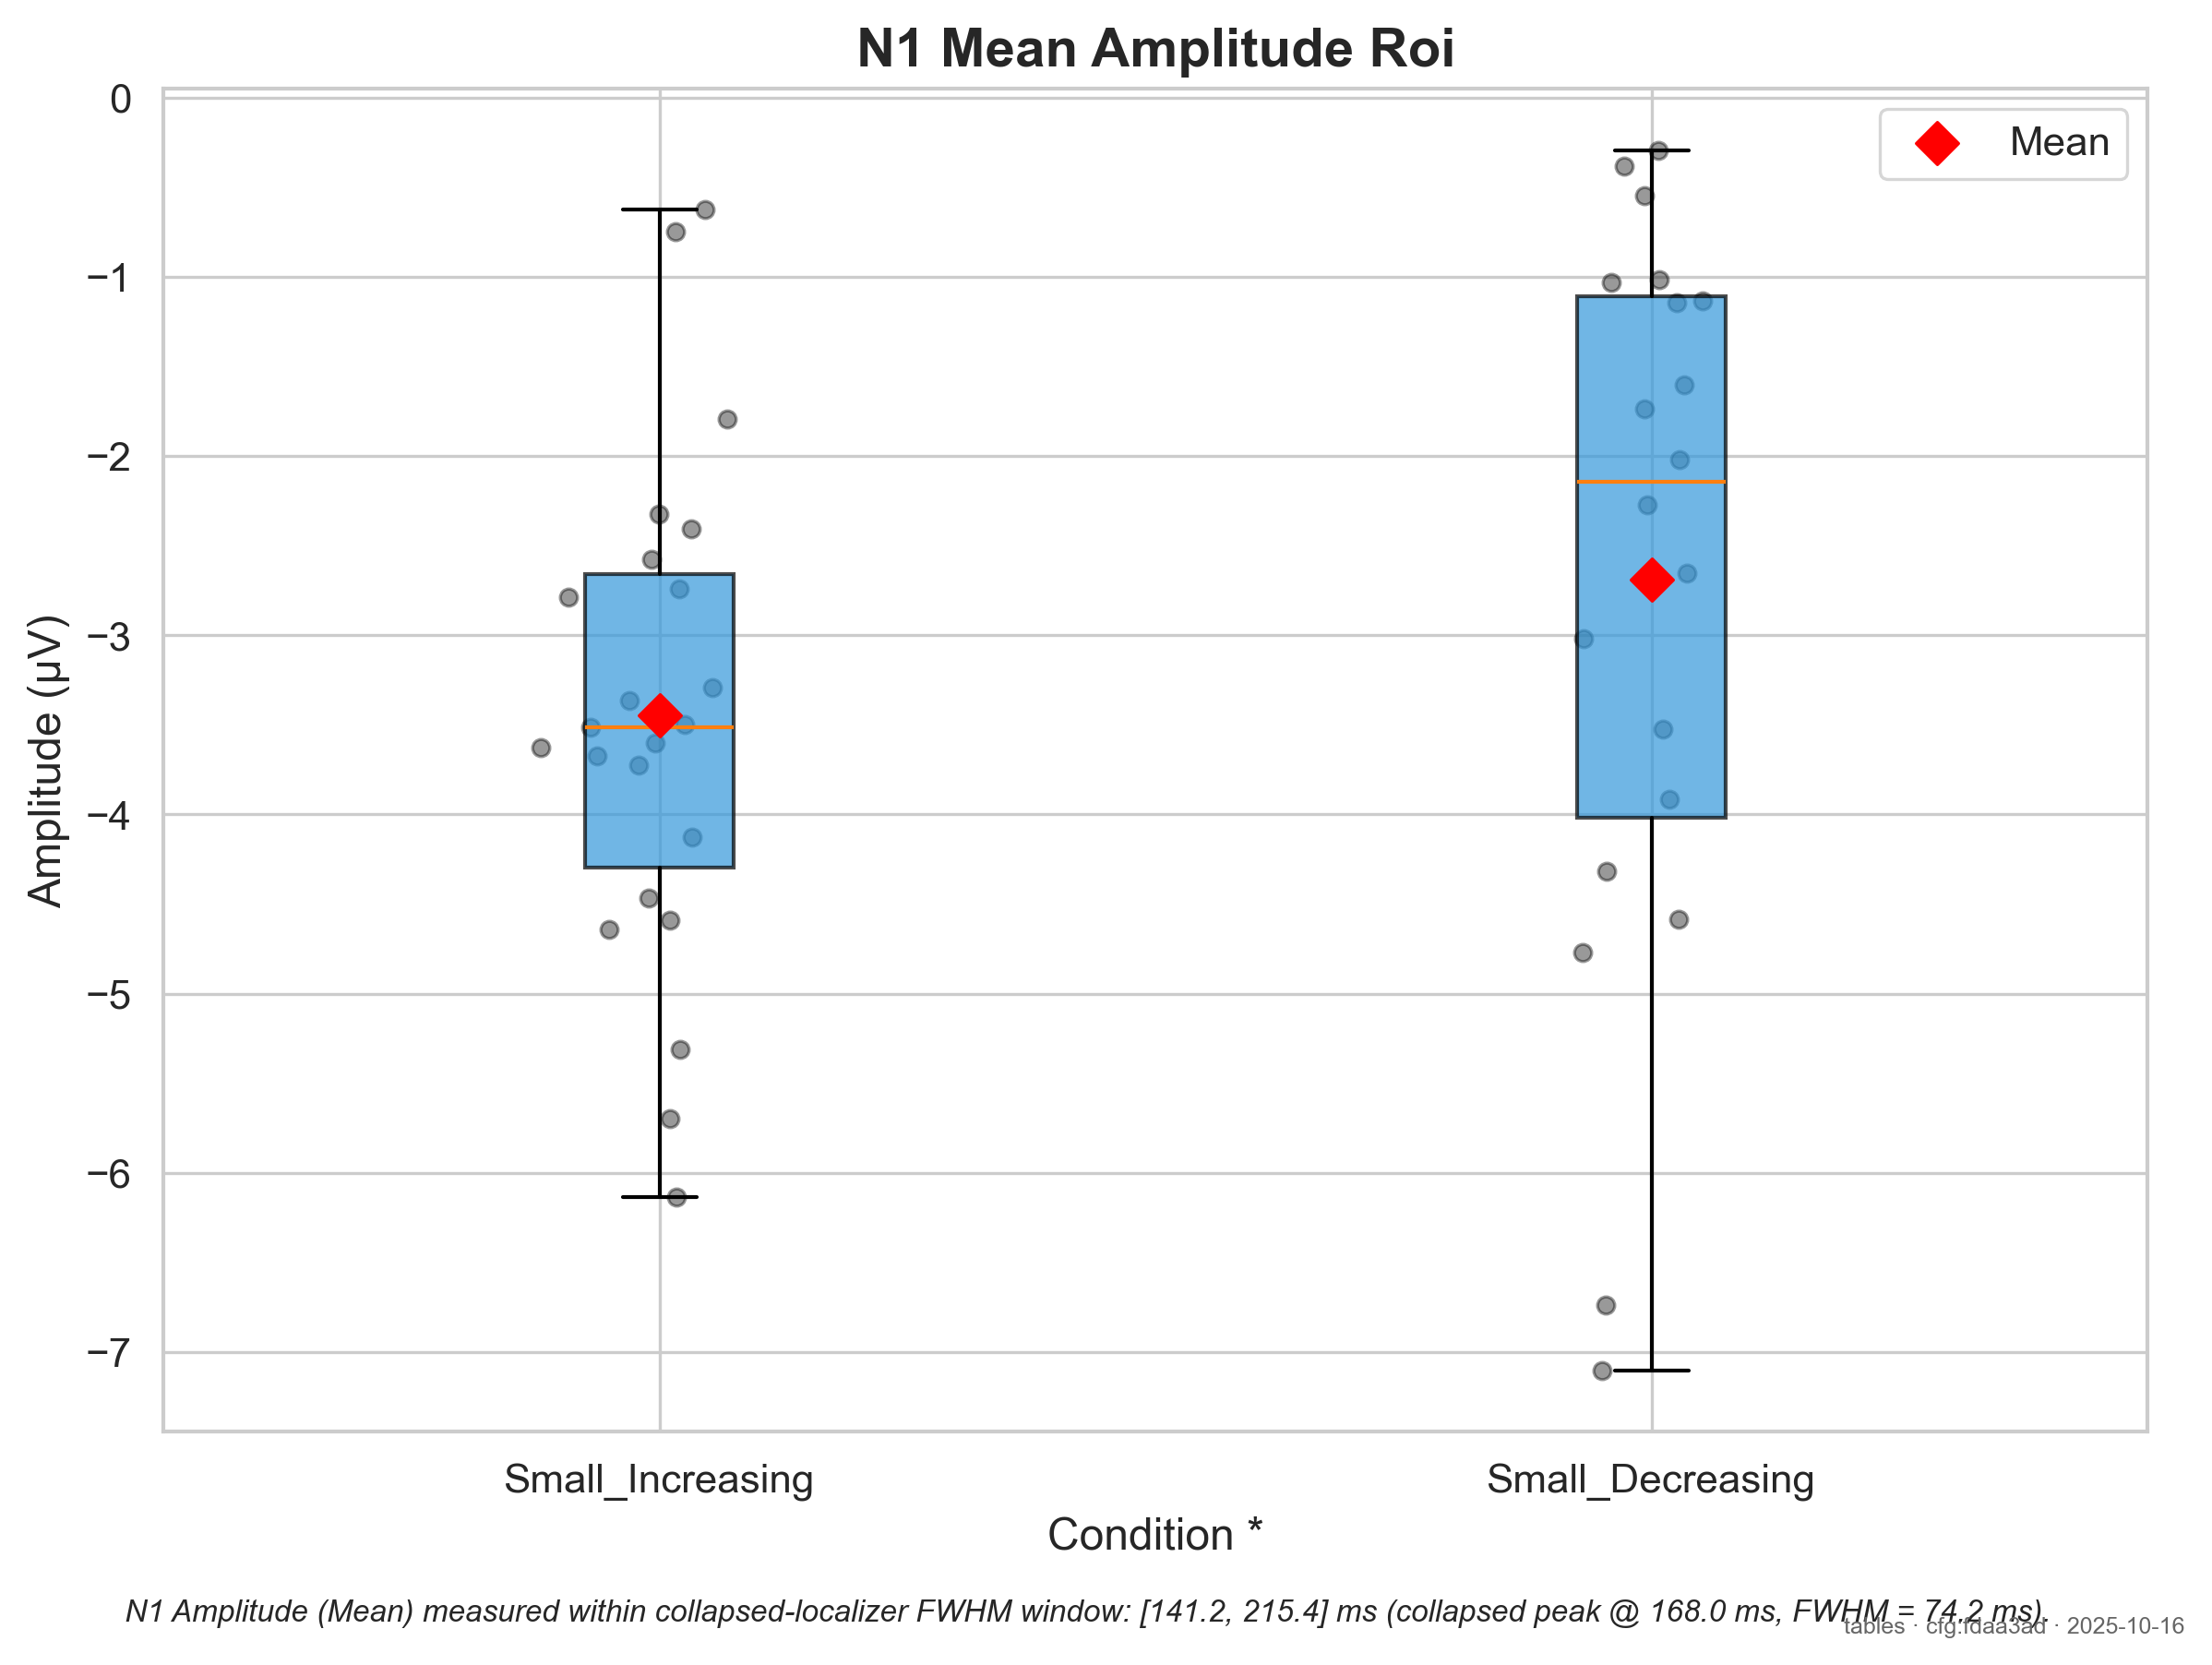 N1 Mean Amplitude Roi
Mean
0
−1
−2
−3
−4
−5
−6
−7
Amplitude (μV)
Small_Increasing
Small_Decreasing
Condition *
N1 Amplitude (Mean) measured within collapsed-localizer FWHM window: [141.2, 215.4] ms (collapsed peak @ 168.0 ms, FWHM = 74.2 ms).
tables · cfg:fdaa3ad · 2025-10-16